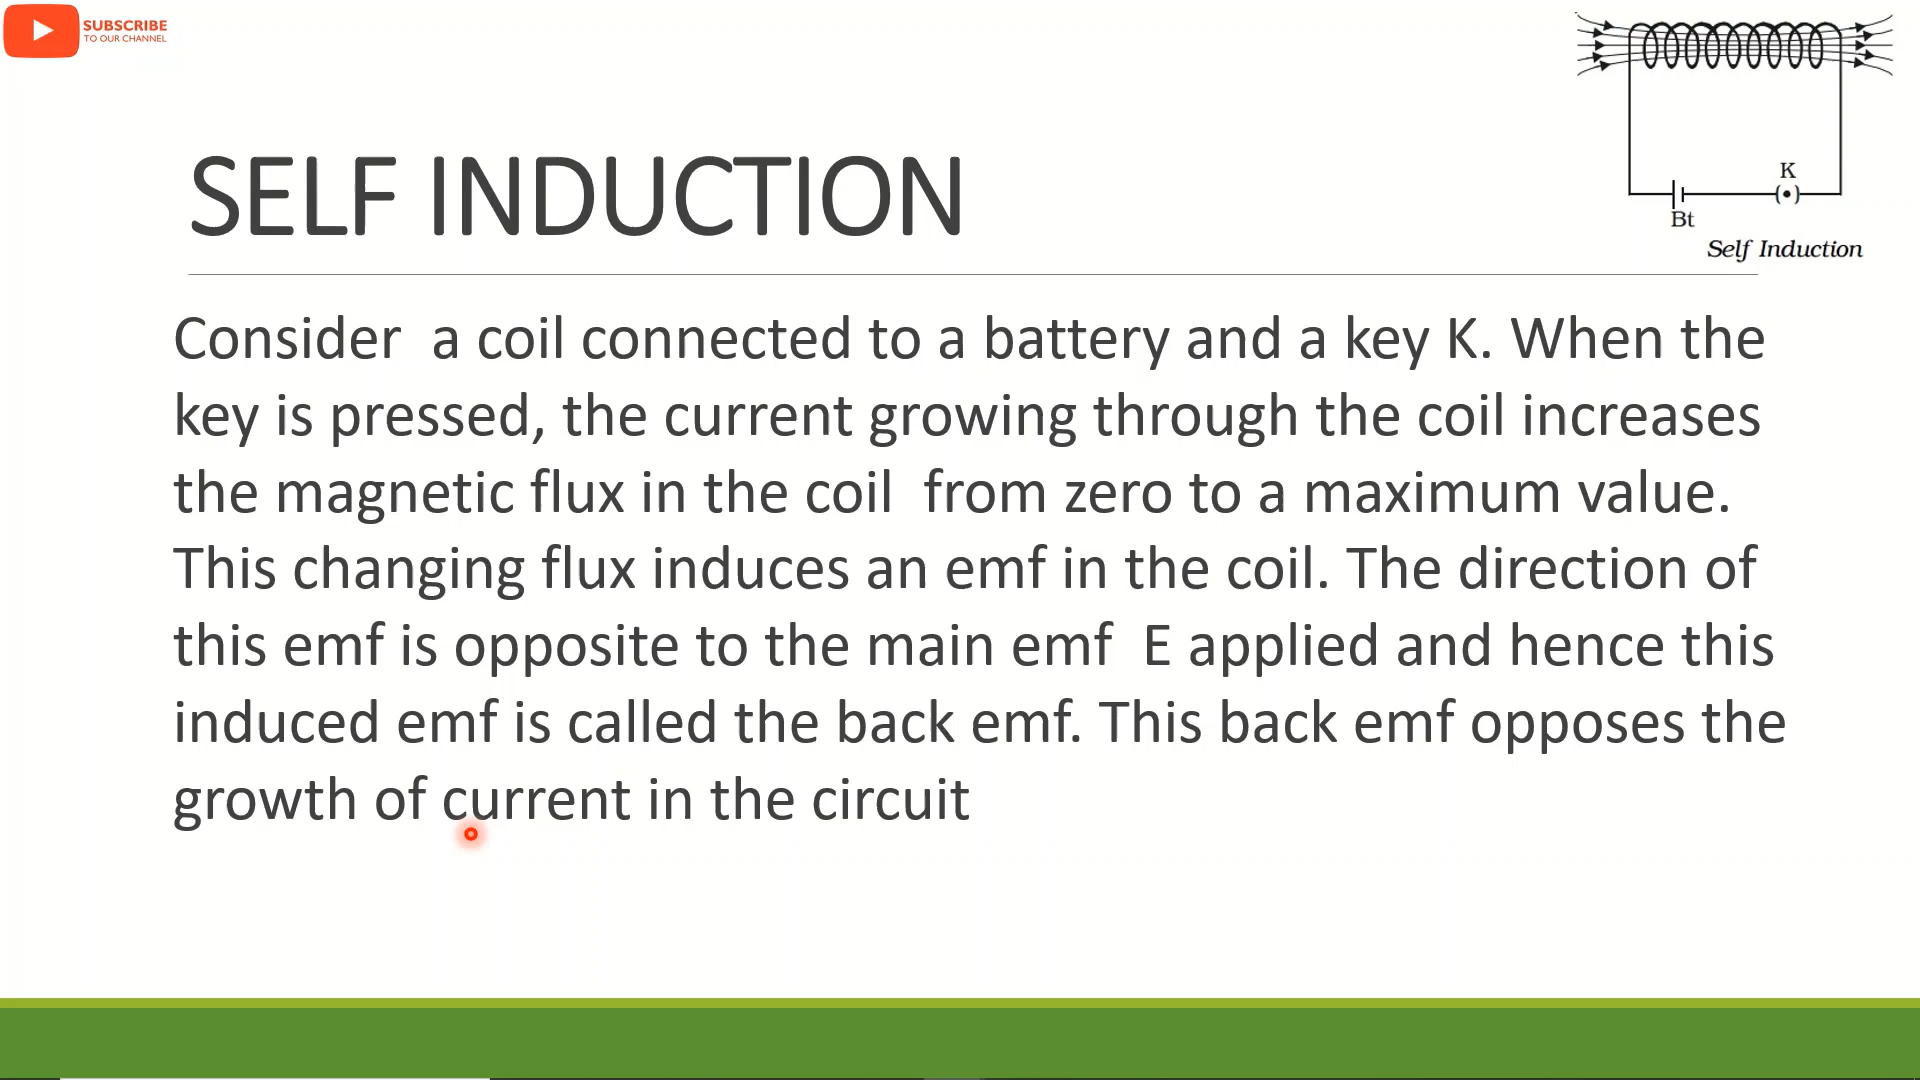 SUBSCRIBE
TO OUR CHANNEL
K
Bt
Self Induction
SELF INDUCTION
Consider a coil connected to a battery and a key K. When the
key is pressed, the current growing through the coil increases
the magnetic flux in the coil from zero to a maximum value.
This changing flux induces an emf in the coil. The direction of
this emf is opposite to the main emf E applied and hence this
induced emf is called the back emf. This back emf opposes the
growth of current in the circuit